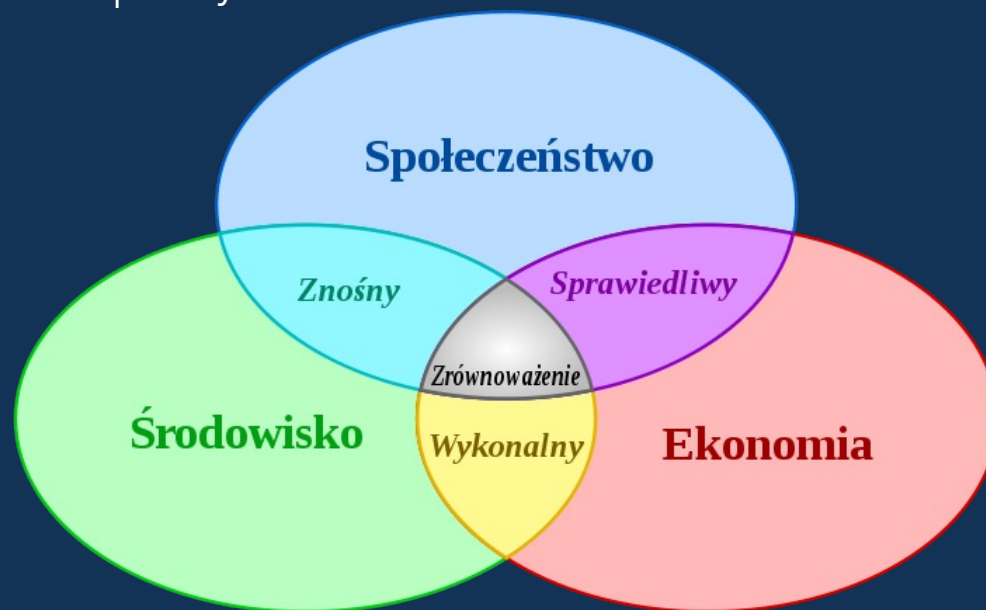 Społeczeństwo
Znośny
Sprawiedliwy
Zrównoważenie
Środowisko
Wykonalny
Ekonomia